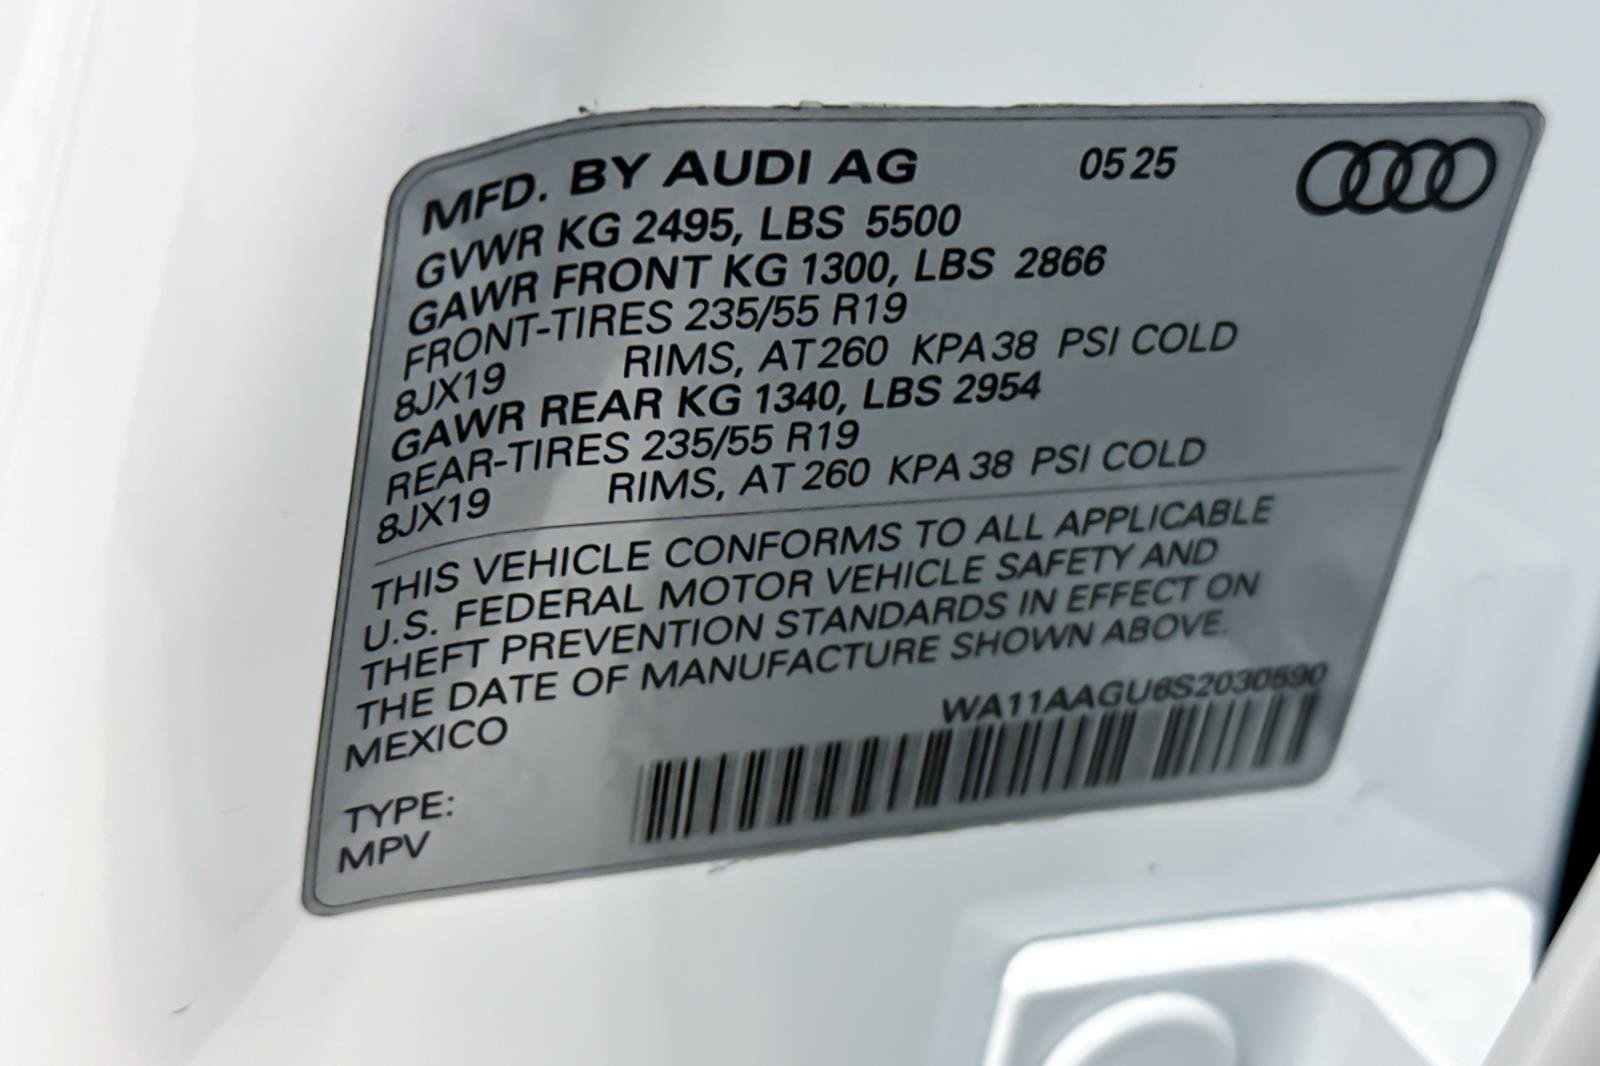 MFD. BY AUDI AG 05 25
GVWR KG 2495, LBS 5500
GAWR FRONT KG 1300, LBS 2866
FRONT-TIRES 235/55 R19
8JX19 RIMS, AT 260 KPA 38 PSI COLD
GAWR REAR KG 1340, LBS 2954
REAR-TIRES 235/55 R19
8JX19 RIMS, AT 260 KPA 38 PSI COLD
THIS VEHICLE CONFORMS TO ALL APPLICABLE
U.S. FEDERAL MOTOR VEHICLE SAFETY AND
THEFT PREVENTION STANDARDS IN EFFECT ON
THE DATE OF MANUFACTURE SHOWN ABOVE.
MEXICO WA11AAGU6S2030590
TYPE:
MPV